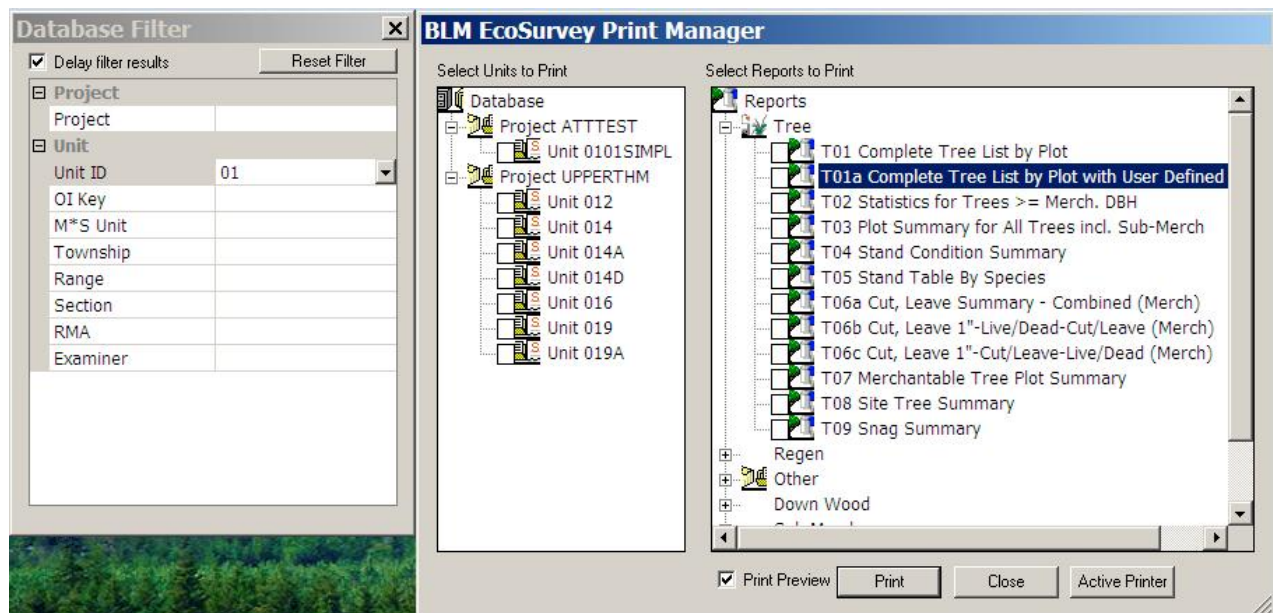 Database Filter
Delay filter results
Reset Filter
Project
Project
Unit
Unit ID 01
OI Key
M*S Unit
Township
Range
Section
RMA
Examiner
BLM EcoSurvey Print Manager
Select Units to Print
Database
Project ATTTEST
Unit 0101SIMPL
Project UPPERTHM
Unit 012
Unit 014
Unit 014A
Unit 014D
Unit 016
Unit 019
Unit 019A
Select Reports to Print
Reports
Tree
T01 Complete Tree List by Plot
T01a Complete Tree List by Plot with User Defined
T02 Statistics for Trees >= Merch. DBH
T03 Plot Summary for All Trees incl. Sub-Merch
T04 Stand Condition Summary
T05 Stand Table By Species
T06a Cut, Leave Summary - Combined (Merch)
T06b Cut, Leave 1"-Live/Dead-Cut/Leave (Merch)
T06c Cut, Leave 1"-Cut/Leave-Live/Dead (Merch)
T07 Merchantable Tree Plot Summary
T08 Site Tree Summary
T09 Snag Summary
Regen
Other
Down Wood
Print Preview
Print
Close
Active Printer